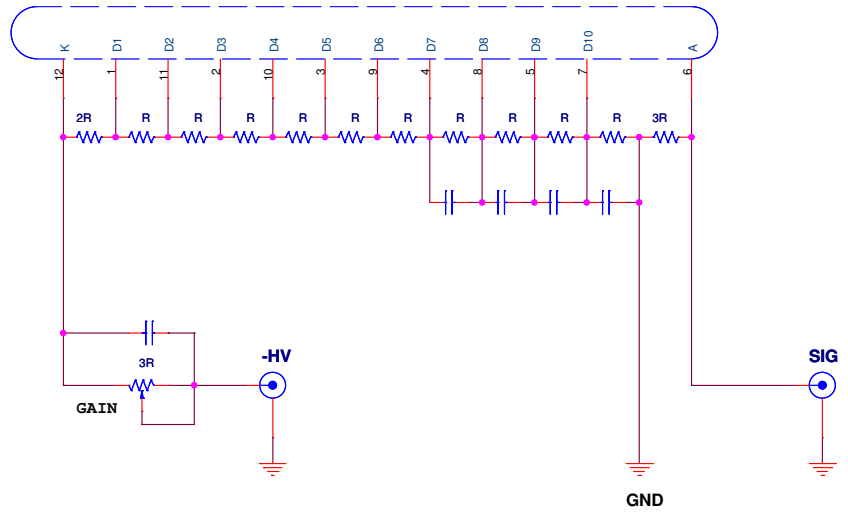 K D1 D2 D3 D4 D5 D6 D7 D8 D9 D10 A
12 1 11 2 10 3 9 4 8 5 7 6
2R R R R R R R R R R R 3R
3R
GAIN
-HV
SIG
GND